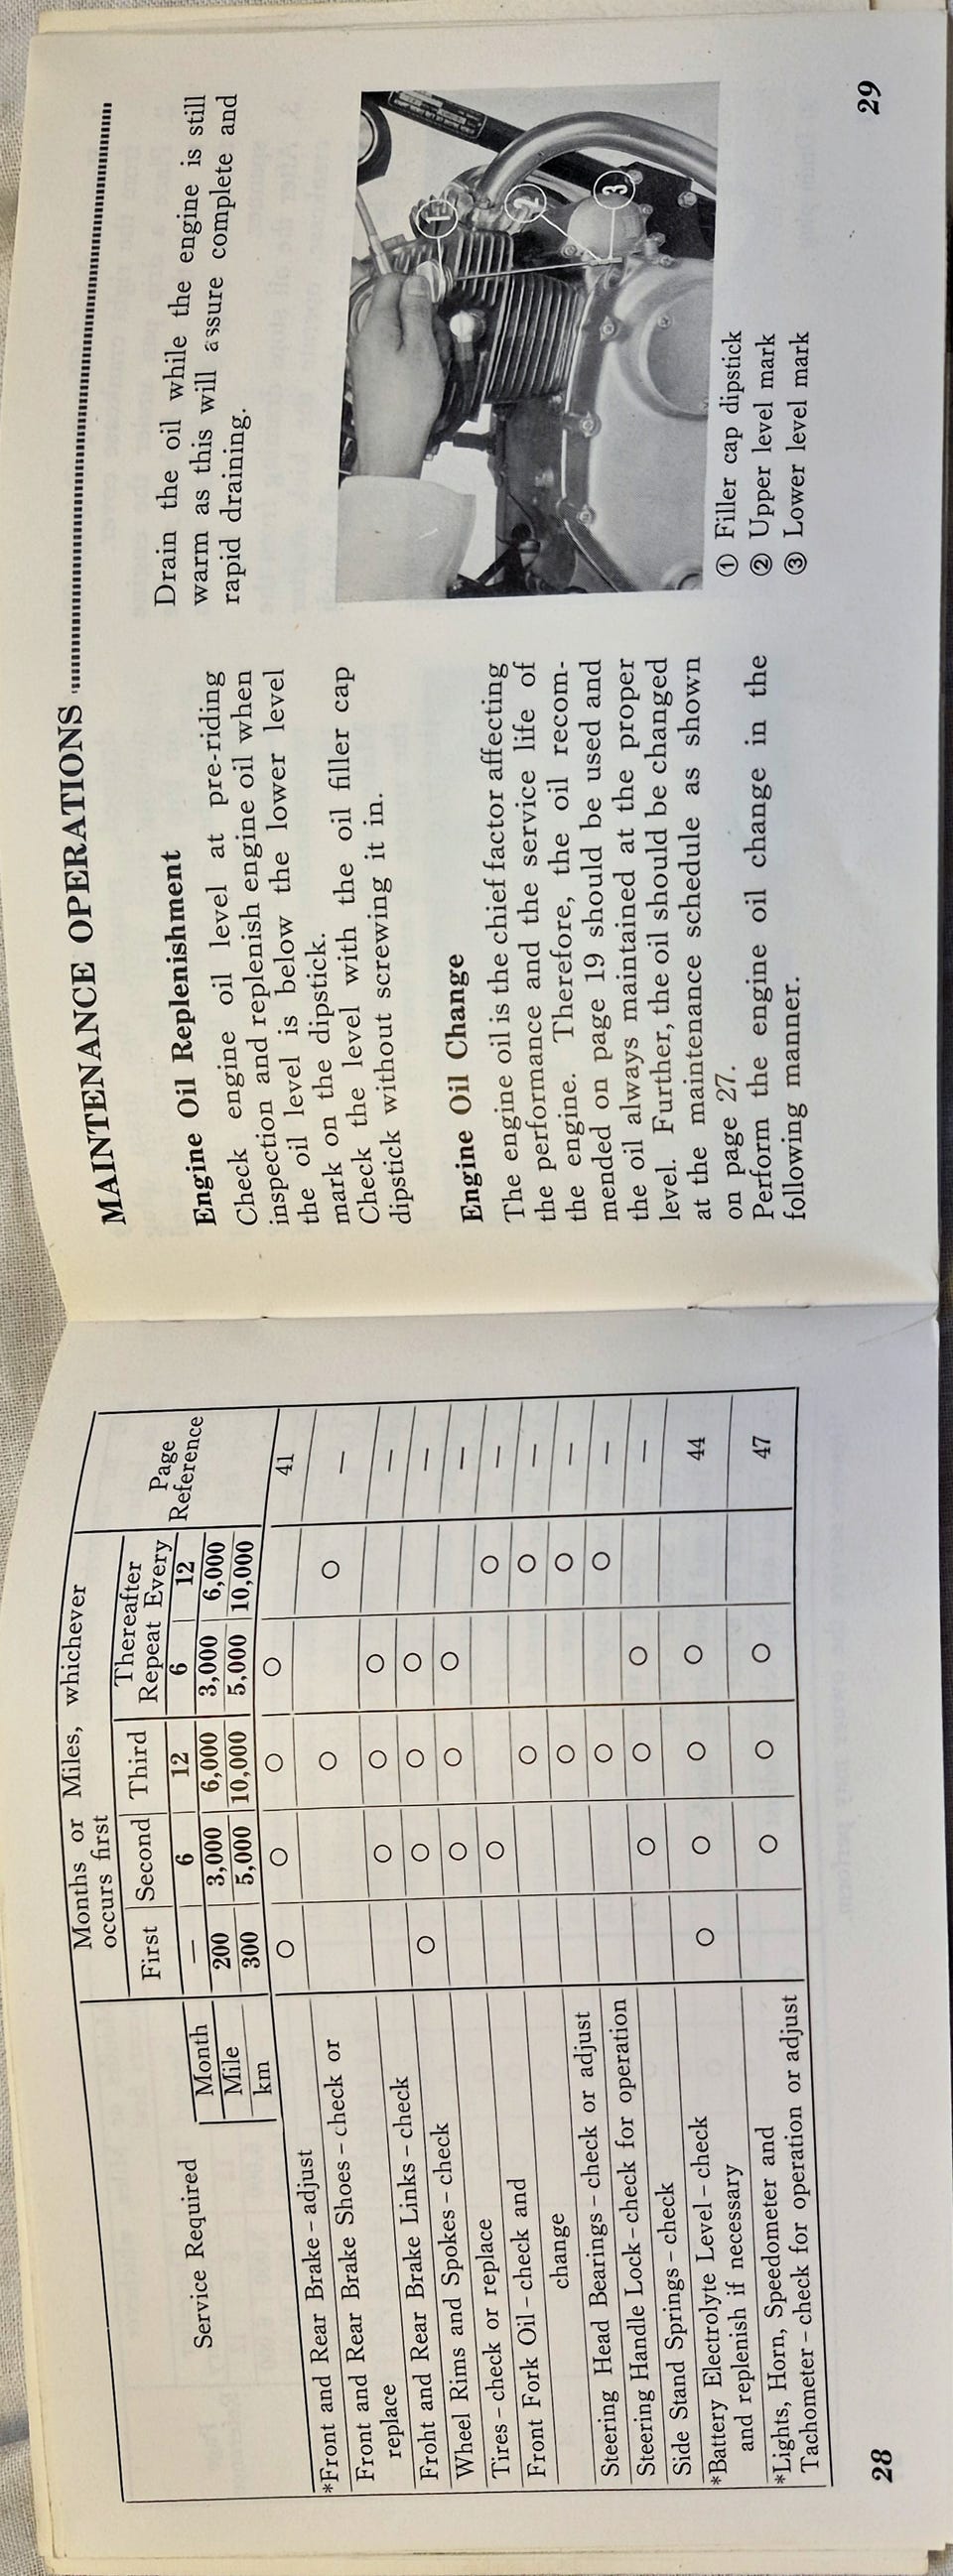 Months or Miles, whichever
occurs first
Service Required
First Second Third Thereafter Repeat Every Page Reference
Month — 6 12 6 12
Mile 200 3,000 6,000 3,000 6,000
km 300 5,000 10,000 5,000 10,000
*Front and Rear Brake – adjust ○ ○ ○ ○ 41
Front and Rear Brake Shoes – check or
replace ○ ○ —
Froht and Rear Brake Links – check ○ ○ ○ —
Wheel Rims and Spokes – check ○ ○ ○ ○ —
Tires – check or replace ○ ○ ○ —
Front Fork Oil – check and ○ ○ —
change ○ ○ —
Steering Head Bearings – check or adjust ○ ○ —
Steering Handle Lock – check for operation ○ ○ —
Side Stand Springs – check ○ ○ ○ —
*Battery Electrolyte Level – check
and replenish if necessary ○ ○ ○ ○ 44
*Lights, Horn, Speedometer and
Tachometer – check for operation or adjust ○ ○ ○ 47
28
MAINTENANCE OPERATIONS
Engine Oil Replenishment
Check engine oil level at pre-riding
inspection and replenish engine oil when
the oil level is below the lower level
mark on the dipstick.
Check the level with the oil filler cap
dipstick without screwing it in.
Engine Oil Change
The engine oil is the chief factor affecting
the performance and the service life of
the engine. Therefore, the oil recom-
mended on page 19 should be used and
the oil always maintained at the proper
level. Further, the oil should be changed
at the maintenance schedule as shown
on page 27.
Perform the engine oil change in the
following manner.
Drain the oil while the engine is still
warm as this will assure complete and
rapid draining.
1
2
3
① Filler cap dipstick
② Upper level mark
③ Lower level mark
29